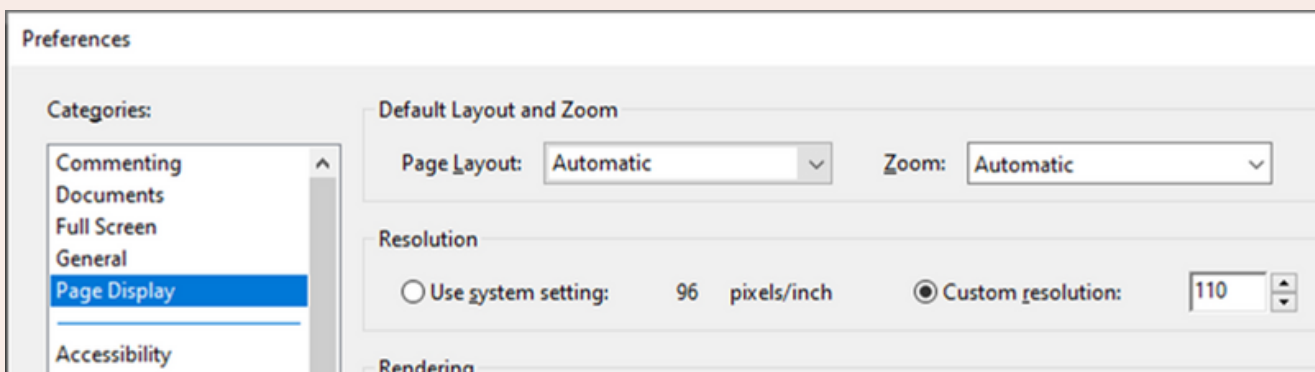 Preferences
Categories:
Commenting
Documents
Full Screen
General
Page Display
Accessibility
Default Layout and Zoom
Page Layout: Automatic Zoom: Automatic
Resolution
Use system setting: 96 pixels/inch Custom resolution: 110
Rendering